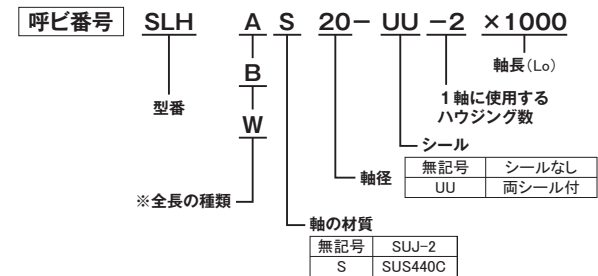 呼ビ番号 SLH A S 20- UU -2 ×1000
B
W
軸長(Lo)
1軸に使用する
ハウジング数
型番
シール
無記号 シールなし
UU 両シール付
軸径
※全長の種類
軸の材質
無記号 SUJ-2
S SUS440C